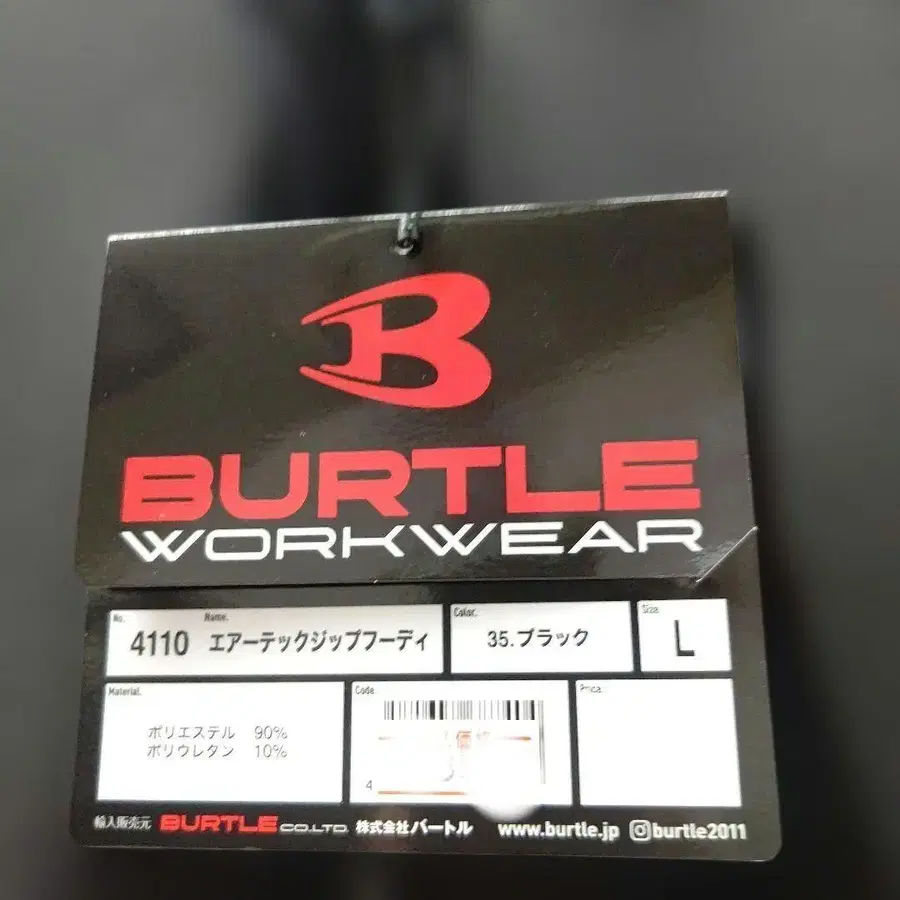 BURTLE
WORKWEAR
No. Name. Color. Size.
4110 エアーテックジップフーディ 35.ブラック L
Material. Code. Price.
ポリエステル 90%
ポリウレタン 10%
4
輸入販売元 BURTLE CO.LTD. 株式会社バートル www.burtle.jp burtle2011